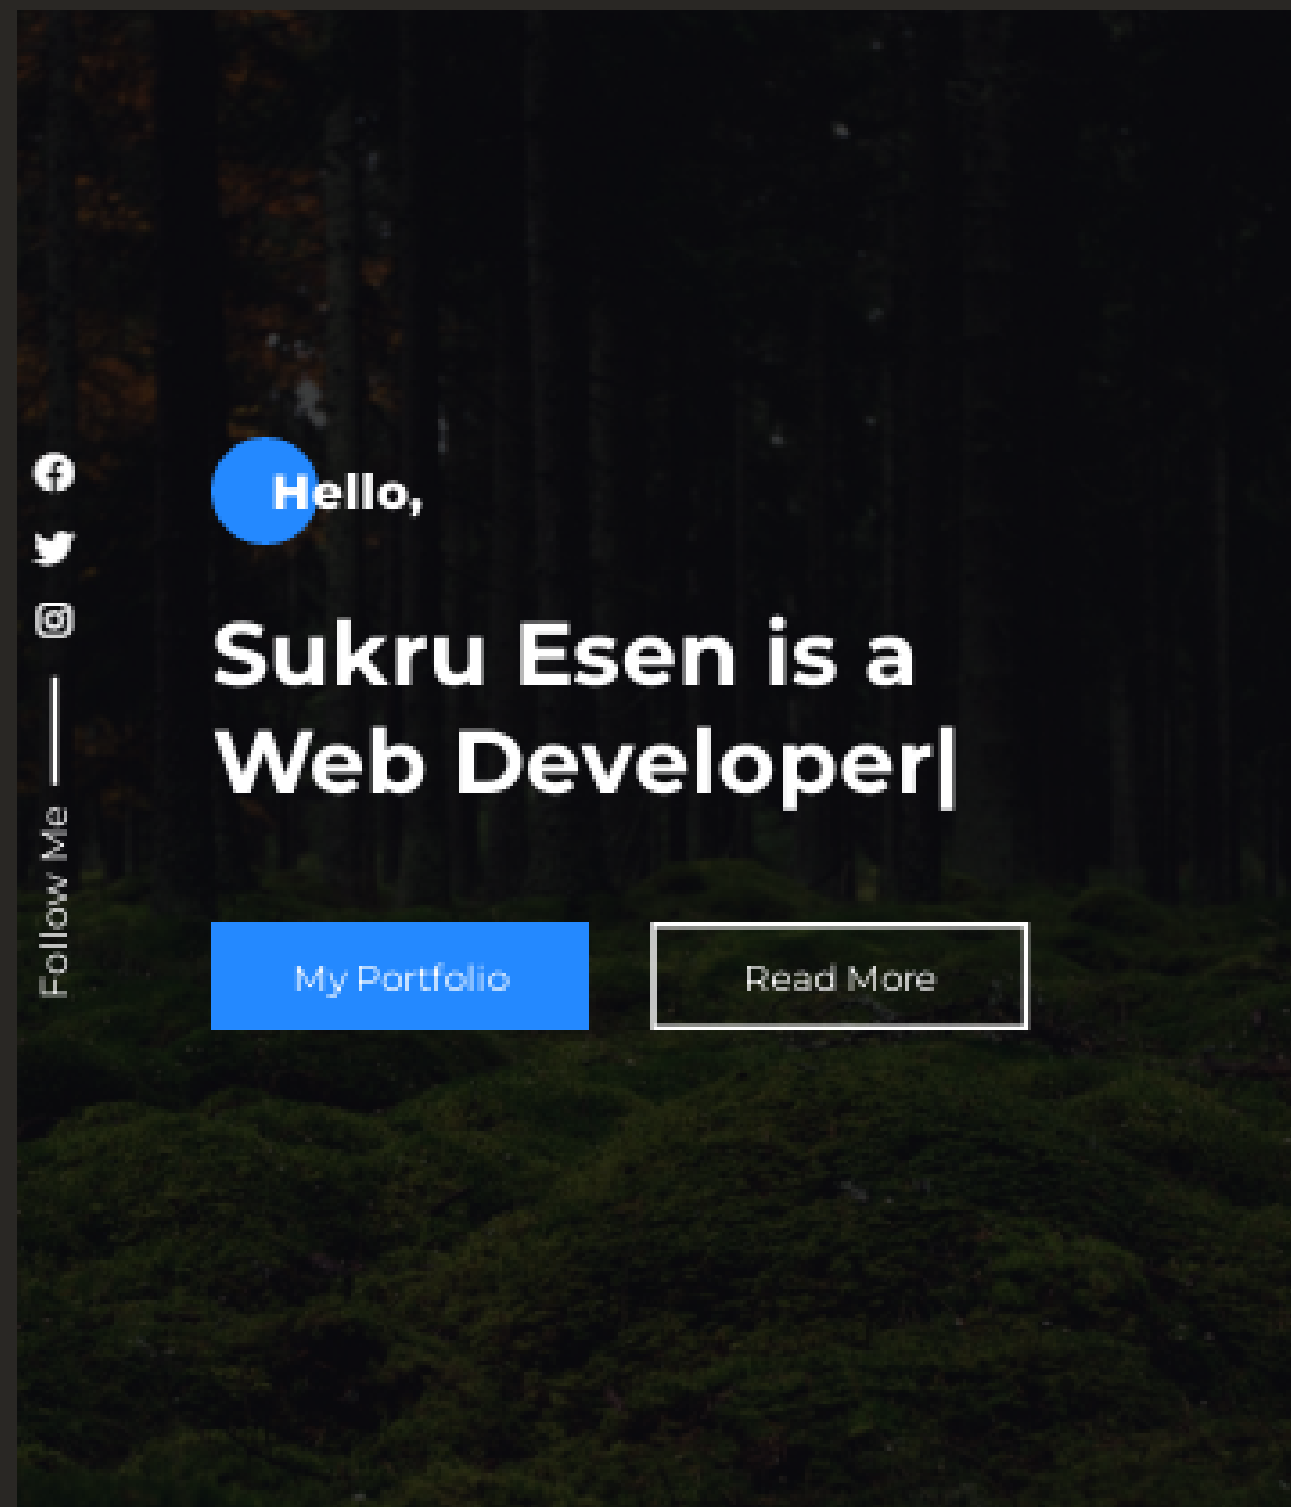 Hello,
Sukru Esen is a
Web Developer|
My Portfolio
Read More
Follow Me